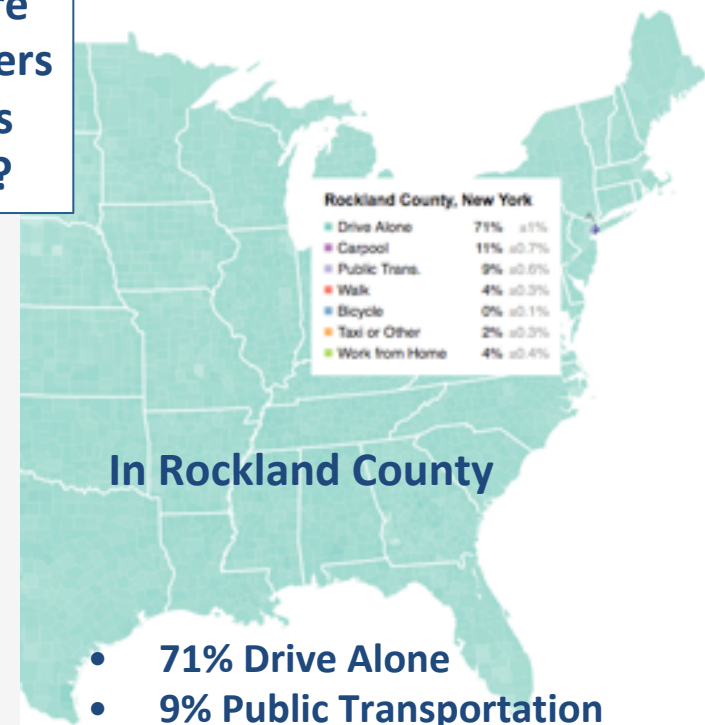 re
ers
s
?
Rockland County, New York
Drive Alone 71% ±1%
Carpool 11% ±0.7%
Public Trans. 9% ±0.6%
Walk 4% ±0.3%
Bicycle 0% ±0.1%
Taxi or Other 2% ±0.3%
Work from Home 4% ±0.4%
In Rockland County
• 71% Drive Alone
• 9% Public Transportation